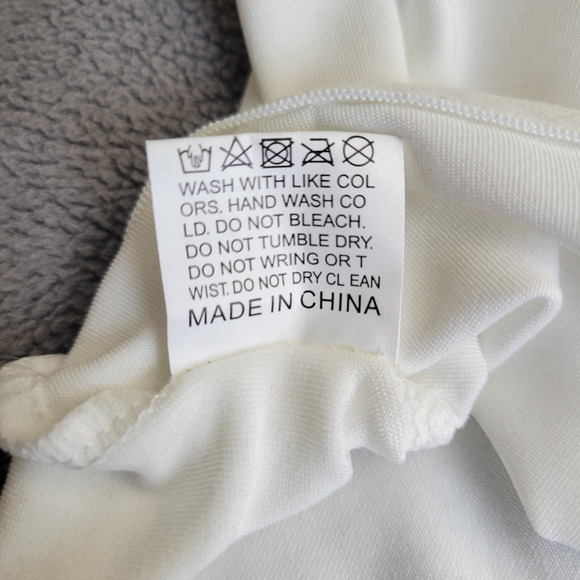 WASH WITH LIKE COL
ORS. HAND WASH CO
LD. DO NOT BLEACH.
DO NOT TUMBLE DRY.
DO NOT WRING OR T
WIST. DO NOT DRY CL EAN
MADE IN CHINA